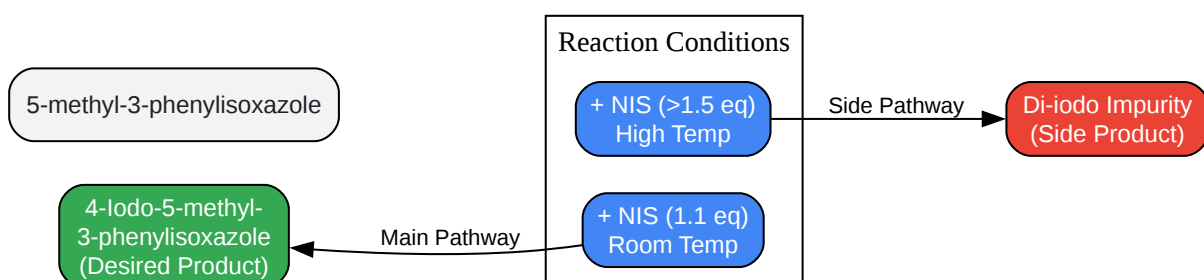 Reaction Conditions
5-methyl-3-phenylisoxazole
+ NIS (>1.5 eq)
High Temp
Side Pathway
Di-iodo Impurity
(Side Product)
4-Iodo-5-methyl-
3-phenylisoxazole
(Desired Product)
Main Pathway
+ NIS (1.1 eq)
Room Temp